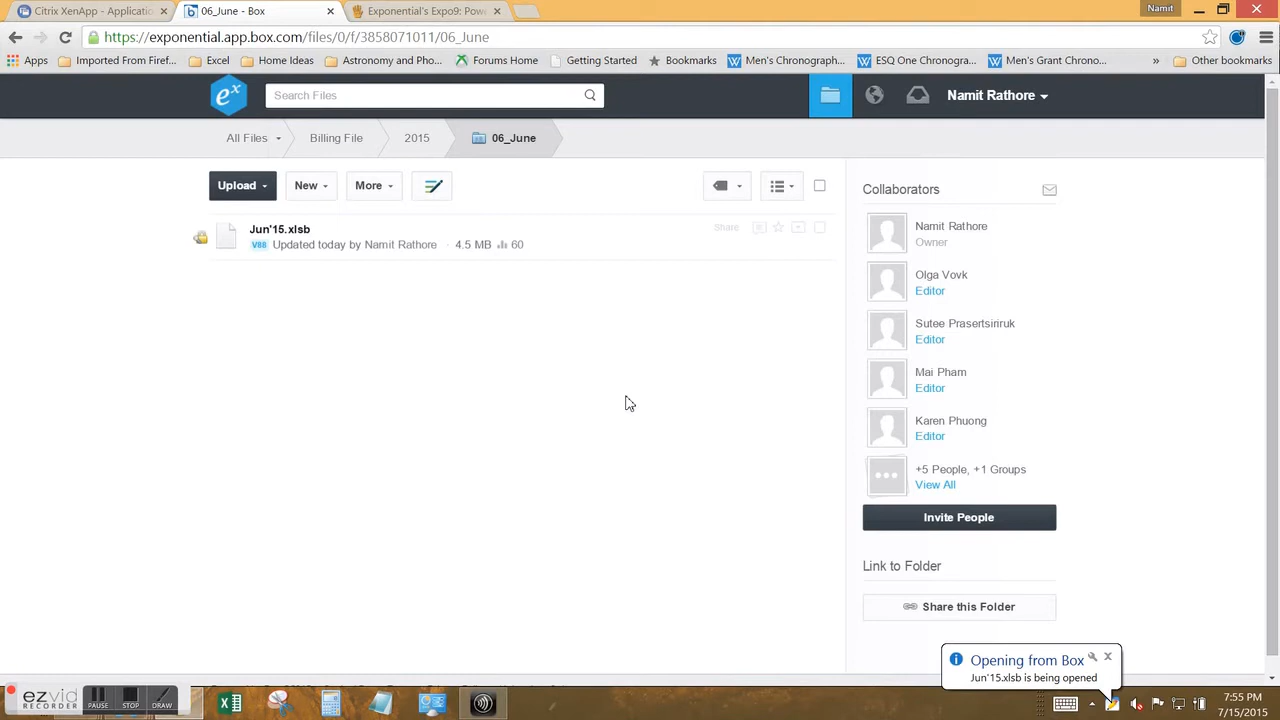 Citrix XenApp - Applicatio
06_June - Box
Exponential's Expo9: Powe
Namit
https://exponential.app.box.com/files/0/f/3858071011/06_June
Apps
Imported From Firef...
Excel
Homeideas
Astronomy and Pho...
Forums Home
Getting Started
Bookmarks
Men's Chronograph...
ESQ One Chronogra...
Men's Grant Chrono...
»
Other bookmarks
ex
Search Files
Namit Rathore
All Files
Billing File
2015
06_June
Upload
New
More
Collaborators
Jun'15.xlsb
Share
V88 Updated today by Namit Rathore · 4.5 MB 60
Namit Rathore
Owner
Olga Vovk
Editor
Sutee Prasertsiriruk
Editor
Mai Pham
Editor
Karen Phuong
Editor
+5 People, +1 Groups
View All
Invite People
Link to Folder
Share this Folder
Opening from Box
Jun'15.xlsb is being opened
ezvid
RECORDER
PAUSE
STOP
DRAW
7:55 PM
7/15/2015